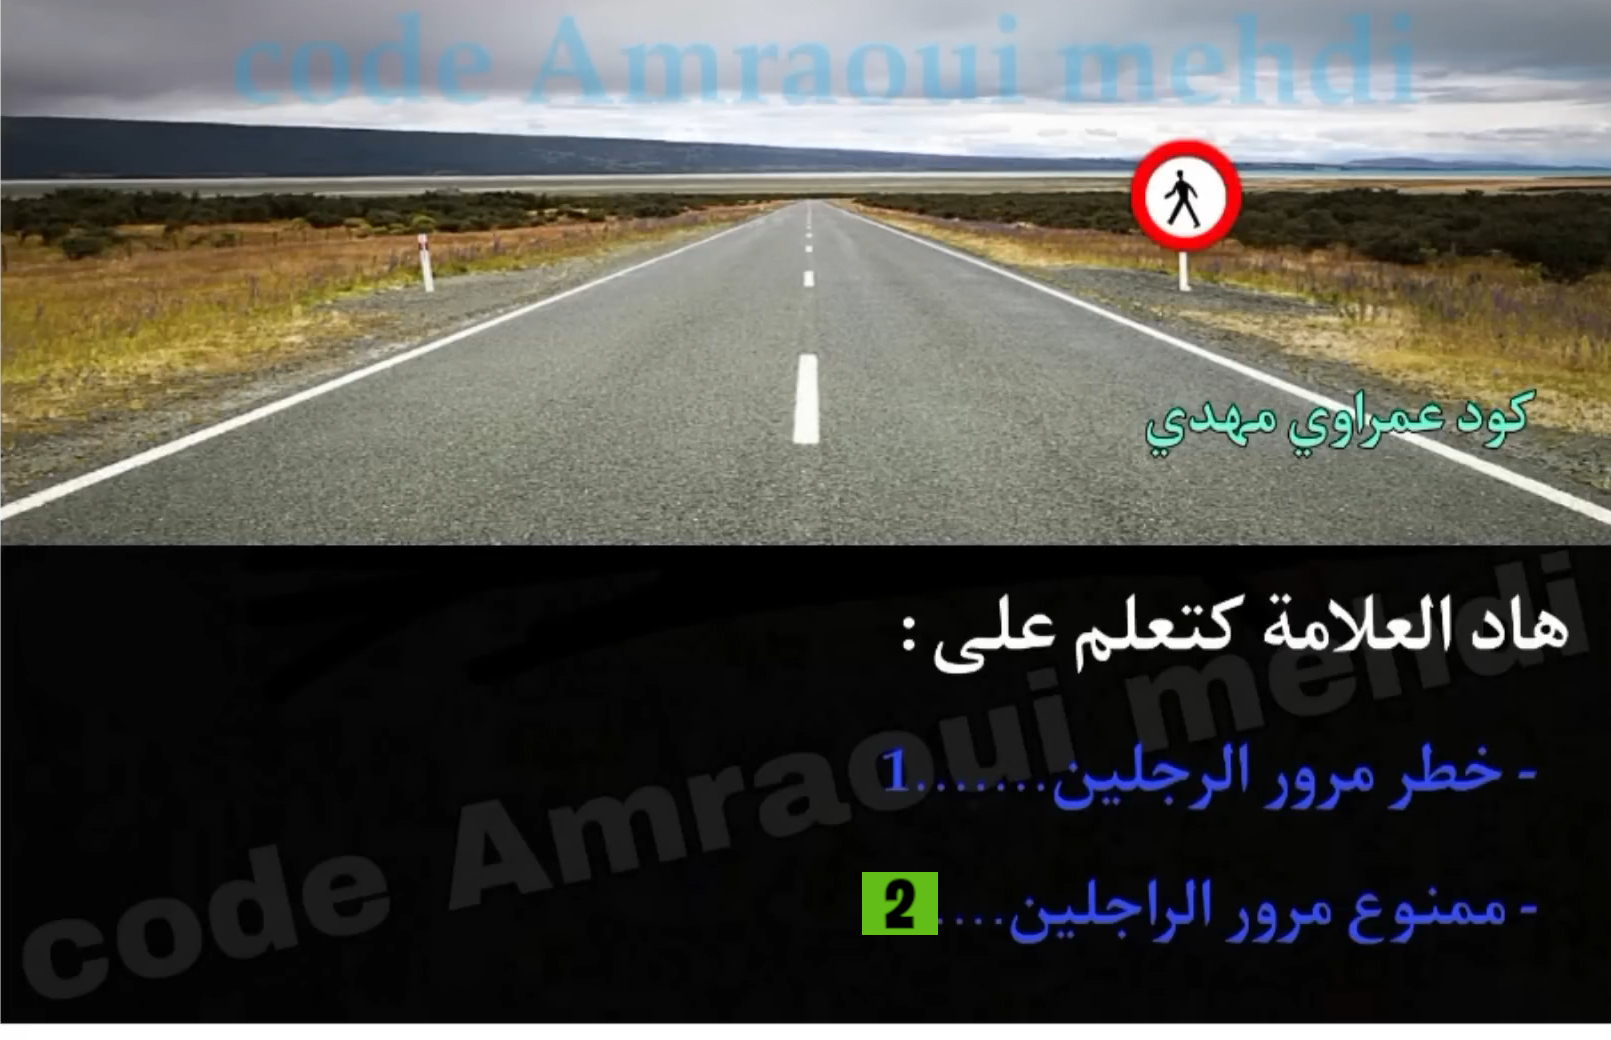 code Amraoui mehdi
كود عمراوي مهدي
هاد العلامة كتعلم على :
- خطر مرور الرجلين.......1
- ممنوع مرور الراجلين....2
code Amraoui mehdi